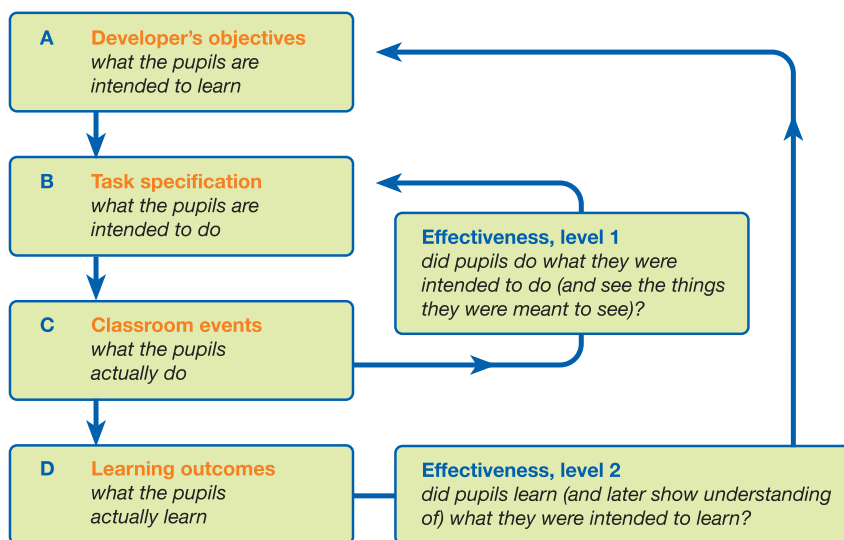 A Developer’s objectives
what the pupils are
intended to learn
B Task specification
what the pupils are
intended to do
Effectiveness, level 1
did pupils do what they were
intended to do (and see the things
they were meant to see)?
C Classroom events
what the pupils
actually do
D Learning outcomes
what the pupils
actually learn
Effectiveness, level 2
did pupils learn (and later show understanding
of) what they were intended to learn?